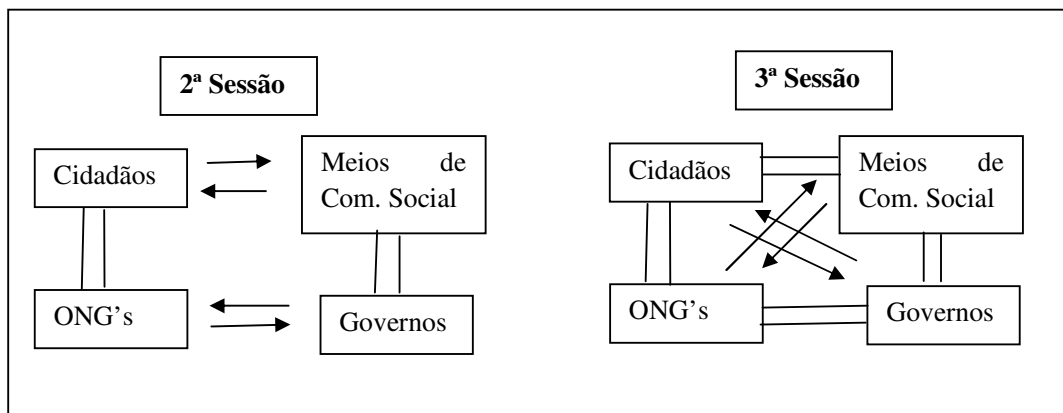 2ª Sessão
Cidadãos
Meios de
Com. Social
ONG's
Governos
3ª Sessão
Cidadãos
Meios de
Com. Social
ONG's
Governos